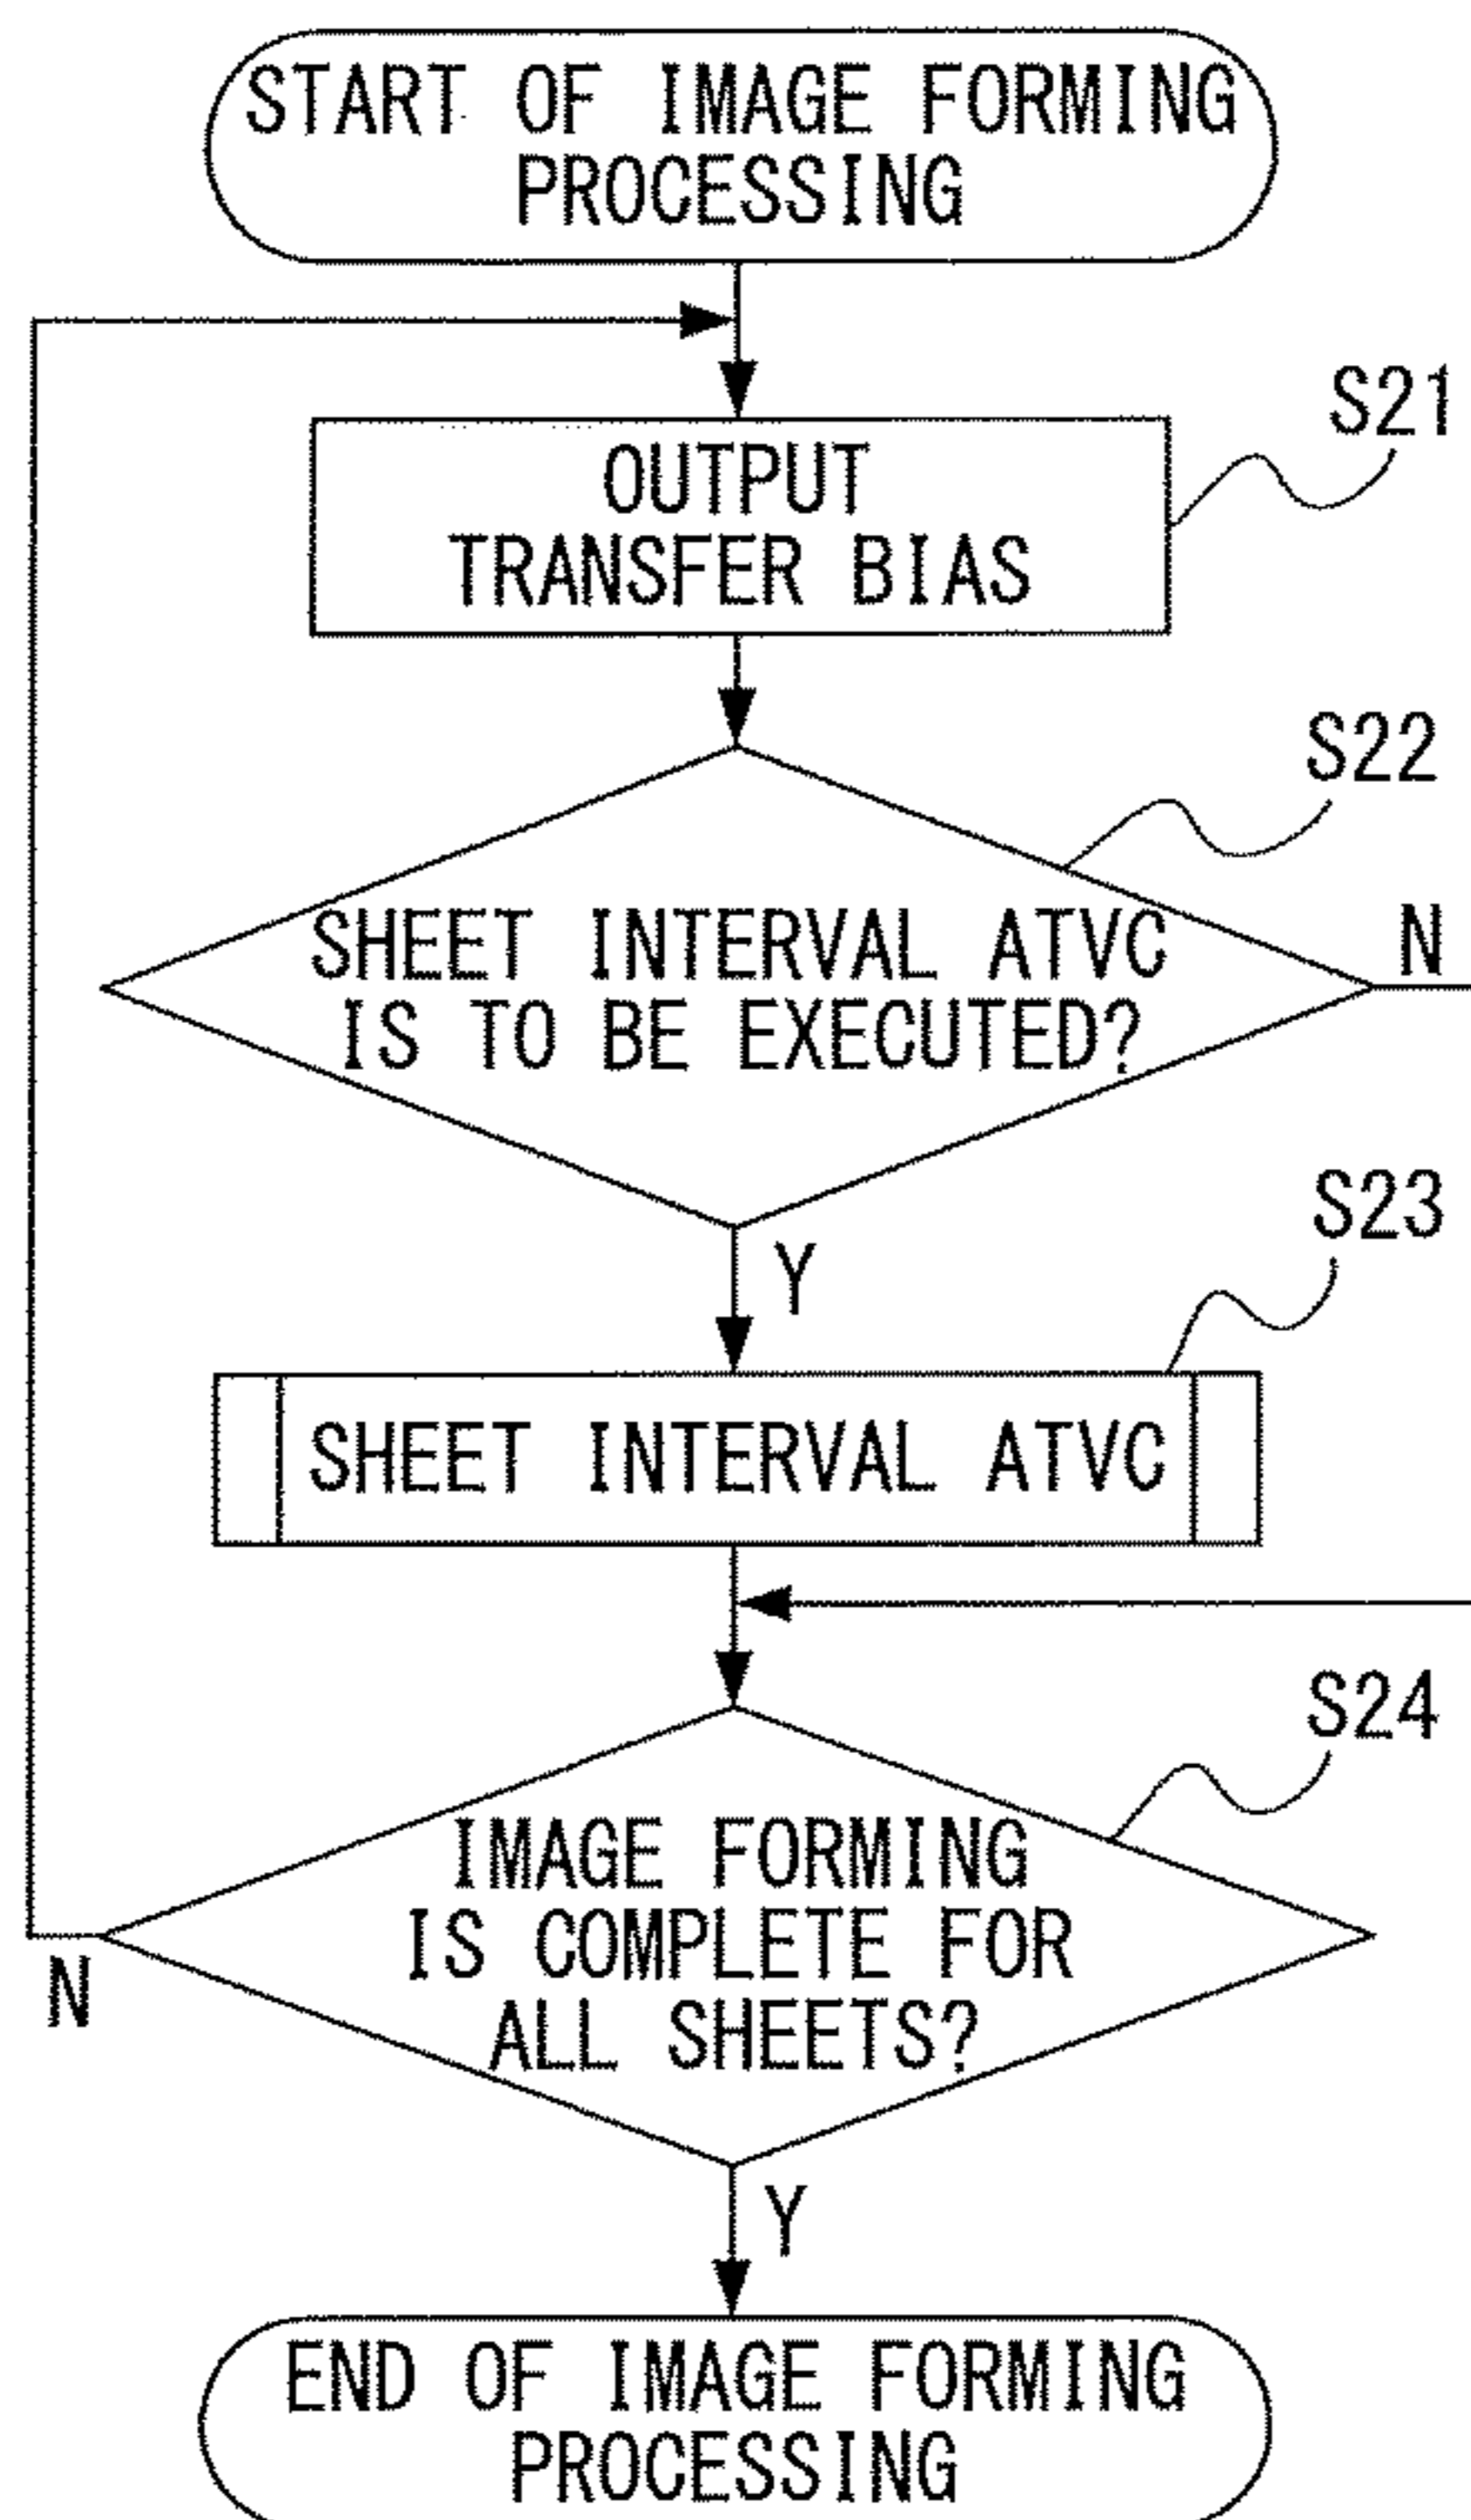 START OF IMAGE FORMING
PROCESSING
S21
OUTPUT
TRANSFER BIAS
S22
SHEET INTERVAL ATVC
IS TO BE EXECUTED?
N
Y
S23
SHEET INTERVAL ATVC
S24
IMAGE FORMING
IS COMPLETE FOR
ALL SHEETS?
N
Y
END OF IMAGE FORMING
PROCESSING